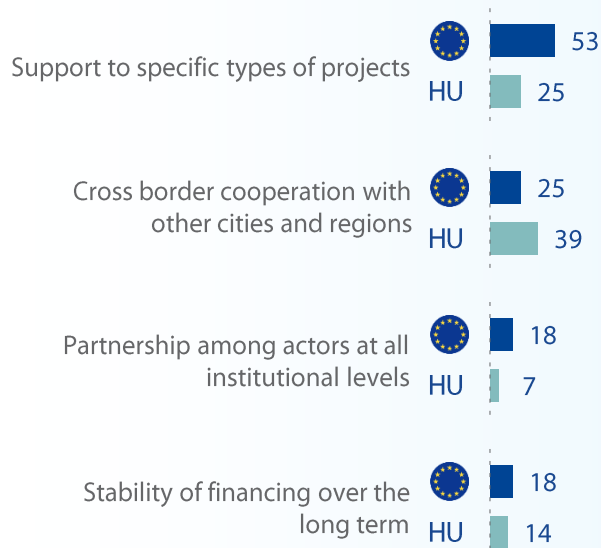 53
Support to specific types of projects
HU 25
Cross border cooperation with
other cities and regions
25
HU 39
Partnership among actors at all
institutional levels
18
HU 7
Stability of financing over the
long term
18
HU 14